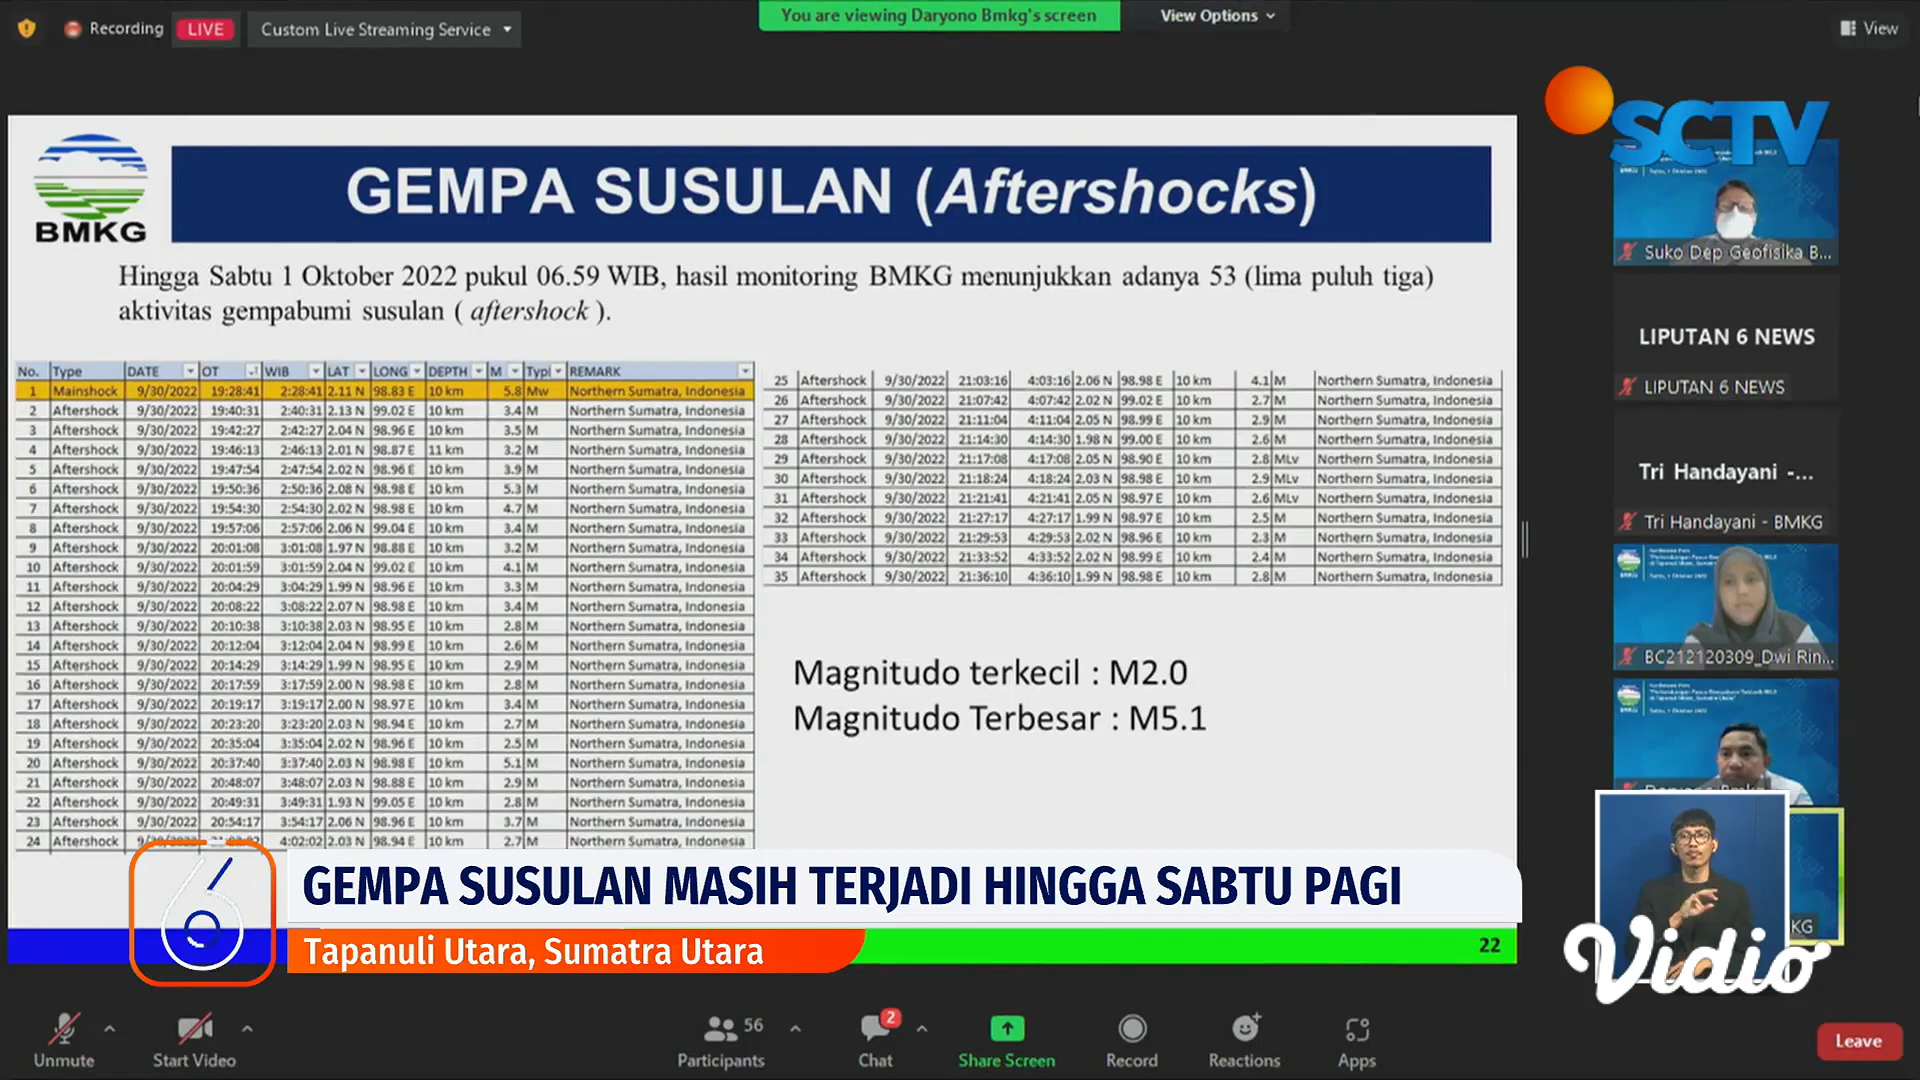 Recording
LIVE
Custom Live Streaming Service
You are viewing Daryono Bmkg's screen
View Options
View
SCTV
BMKG
GEMPA SUSULAN (Aftershocks)
Hingga Sabtu 1 Oktober 2022 pukul 06.59 WIB, hasil monitoring BMKG menunjukkan adanya 53 (lima puluh tiga)
aktivitas gempabumi susulan ( aftershock ).
No. Type DATE OT WIB LAT LONG DEPTH M Typ REMARK
1 Mainshock 9/30/2022 19:28:41 2:28:41 2.11 N 98.83 E 10 km 5.8 Mw Northern Sumatra, Indonesia
2 Aftershock 9/30/2022 19:40:31 2:40:31 2.13 N 99.02 E 10 km 3.4 M Northern Sumatra, Indonesia
3 Aftershock 9/30/2022 19:42:27 2:42:27 2.04 N 98.96 E 10 km 3.5 M Northern Sumatra, Indonesia
4 Aftershock 9/30/2022 19:46:13 2:46:13 2.01 N 98.87 E 11 km 3.2 M Northern Sumatra, Indonesia
5 Aftershock 9/30/2022 19:47:54 2:47:54 2.02 N 98.96 E 10 km 3.9 M Northern Sumatra, Indonesia
6 Aftershock 9/30/2022 19:50:36 2:50:36 2.08 N 98.98 E 10 km 5.3 M Northern Sumatra, Indonesia
7 Aftershock 9/30/2022 19:54:30 2:54:30 2.02 N 98.98 E 10 km 4.7 M Northern Sumatra, Indonesia
8 Aftershock 9/30/2022 19:57:06 2:57:06 2.06 N 99.04 E 10 km 3.4 M Northern Sumatra, Indonesia
9 Aftershock 9/30/2022 20:01:08 3:01:08 1.97 N 98.88 E 10 km 3.2 M Northern Sumatra, Indonesia
10 Aftershock 9/30/2022 20:01:59 3:01:59 2.04 N 99.02 E 10 km 4.1 M Northern Sumatra, Indonesia
11 Aftershock 9/30/2022 20:04:29 3:04:29 1.99 N 98.96 E 10 km 3.3 M Northern Sumatra, Indonesia
12 Aftershock 9/30/2022 20:08:22 3:08:22 2.07 N 98.98 E 10 km 3.4 M Northern Sumatra, Indonesia
13 Aftershock 9/30/2022 20:10:38 3:10:38 2.03 N 98.95 E 10 km 2.8 M Northern Sumatra, Indonesia
14 Aftershock 9/30/2022 20:12:04 3:12:04 2.04 N 98.99 E 10 km 2.6 M Northern Sumatra, Indonesia
15 Aftershock 9/30/2022 20:14:29 3:14:29 1.99 N 98.95 E 10 km 2.9 M Northern Sumatra, Indonesia
16 Aftershock 9/30/2022 20:17:59 3:17:59 2.00 N 98.98 E 10 km 2.8 M Northern Sumatra, Indonesia
17 Aftershock 9/30/2022 20:19:17 3:19:17 2.00 N 98.97 E 10 km 3.4 M Northern Sumatra, Indonesia
18 Aftershock 9/30/2022 20:23:20 3:23:20 2.03 N 98.94 E 10 km 2.7 M Northern Sumatra, Indonesia
19 Aftershock 9/30/2022 20:35:04 3:35:04 2.02 N 98.96 E 10 km 2.5 M Northern Sumatra, Indonesia
20 Aftershock 9/30/2022 20:37:40 3:37:40 2.03 N 98.98 E 10 km 5.1 M Northern Sumatra, Indonesia
21 Aftershock 9/30/2022 20:48:07 3:48:07 2.03 N 98.88 E 10 km 2.9 M Northern Sumatra, Indonesia
22 Aftershock 9/30/2022 20:49:31 3:49:31 1.93 N 99.05 E 10 km 2.8 M Northern Sumatra, Indonesia
23 Aftershock 9/30/2022 20:54:17 3:54:17 2.06 N 98.96 E 10 km 3.7 M Northern Sumatra, Indonesia
24 Aftershock 4:02:02 2.03 N 98.94 E 10 km 2.7 M Northern Sumatra, Indonesia
25 Aftershock 9/30/2022 21:03:16 4:03:16 2.06 N 98.98 E 10 km 4.1 M Northern Sumatra, Indonesia
26 Aftershock 9/30/2022 21:07:42 4:07:42 2.02 N 99.02 E 10 km 2.7 M Northern Sumatra, Indonesia
27 Aftershock 9/30/2022 21:11:04 4:11:04 2.05 N 98.99 E 10 km 2.9 M Northern Sumatra, Indonesia
28 Aftershock 9/30/2022 21:14:30 4:14:30 1.98 N 99.00 E 10 km 2.6 M Northern Sumatra, Indonesia
29 Aftershock 9/30/2022 21:17:08 4:17:08 2.05 N 98.90 E 10 km 2.8 MLv Northern Sumatra, Indonesia
30 Aftershock 9/30/2022 21:18:24 4:18:24 2.03 N 98.98 E 10 km 2.9 MLv Northern Sumatra, Indonesia
31 Aftershock 9/30/2022 21:21:41 4:21:41 2.05 N 98.97 E 10 km 2.6 MLv Northern Sumatra, Indonesia
32 Aftershock 9/30/2022 21:27:17 4:27:17 1.99 N 98.97 E 10 km 2.5 M Northern Sumatra, Indonesia
33 Aftershock 9/30/2022 21:29:53 4:29:53 2.02 N 98.96 E 10 km 2.3 M Northern Sumatra, Indonesia
34 Aftershock 9/30/2022 21:33:52 4:33:52 2.02 N 98.99 E 10 km 2.4 M Northern Sumatra, Indonesia
35 Aftershock 9/30/2022 21:36:10 4:36:10 1.99 N 98.98 E 10 km 2.8 M Northern Sumatra, Indonesia
Magnitudo terkecil : M2.0
Magnitudo Terbesar : M5.1
Suko Dep Geofisika B...
LIPUTAN 6 NEWS
LIPUTAN 6 NEWS
Tri Handayani -...
Tri Handayani - BMKG
BC212120309_Dwi Rin...
KG
6
GEMPA SUSULAN MASIH TERJADI HINGGA SABTU PAGI
Tapanuli Utara, Sumatra Utara
22
Vidio
Unmute
Start Video
56
Participants
2
Chat
Share Screen
Record
Reactions
Apps
Leave